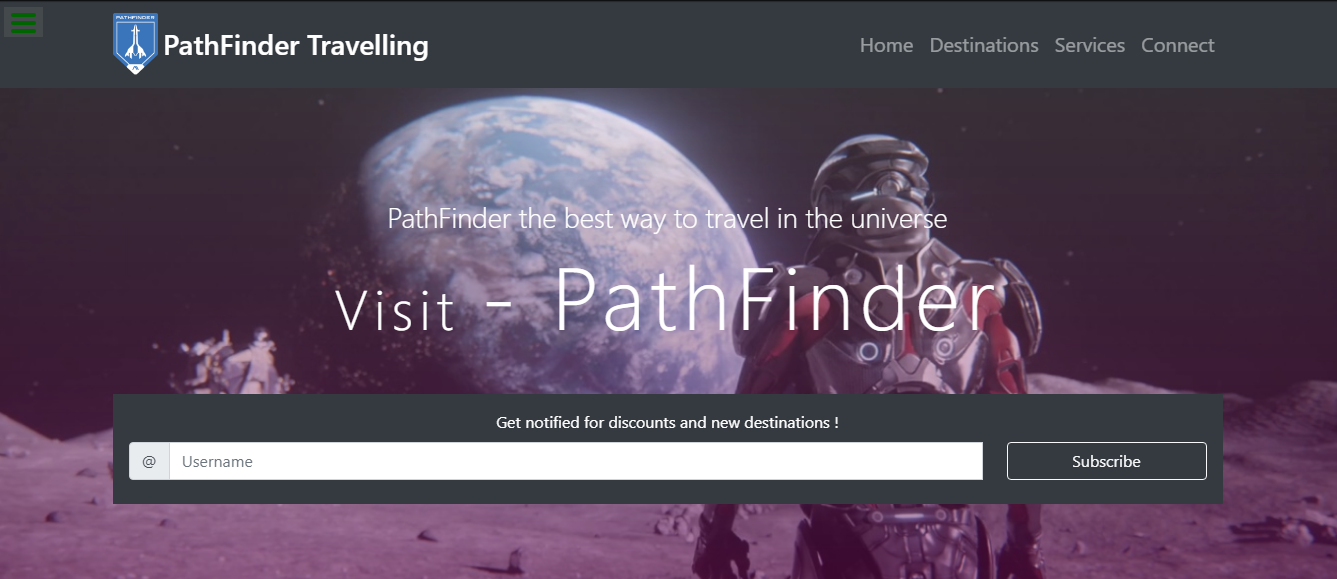 PATHFINDER
PathFinder Travelling
Home Destinations Services Connect
PathFinder the best way to travel in the universe
Visit - PathFinder
Get notified for discounts and new destinations !
@ Username Subscribe